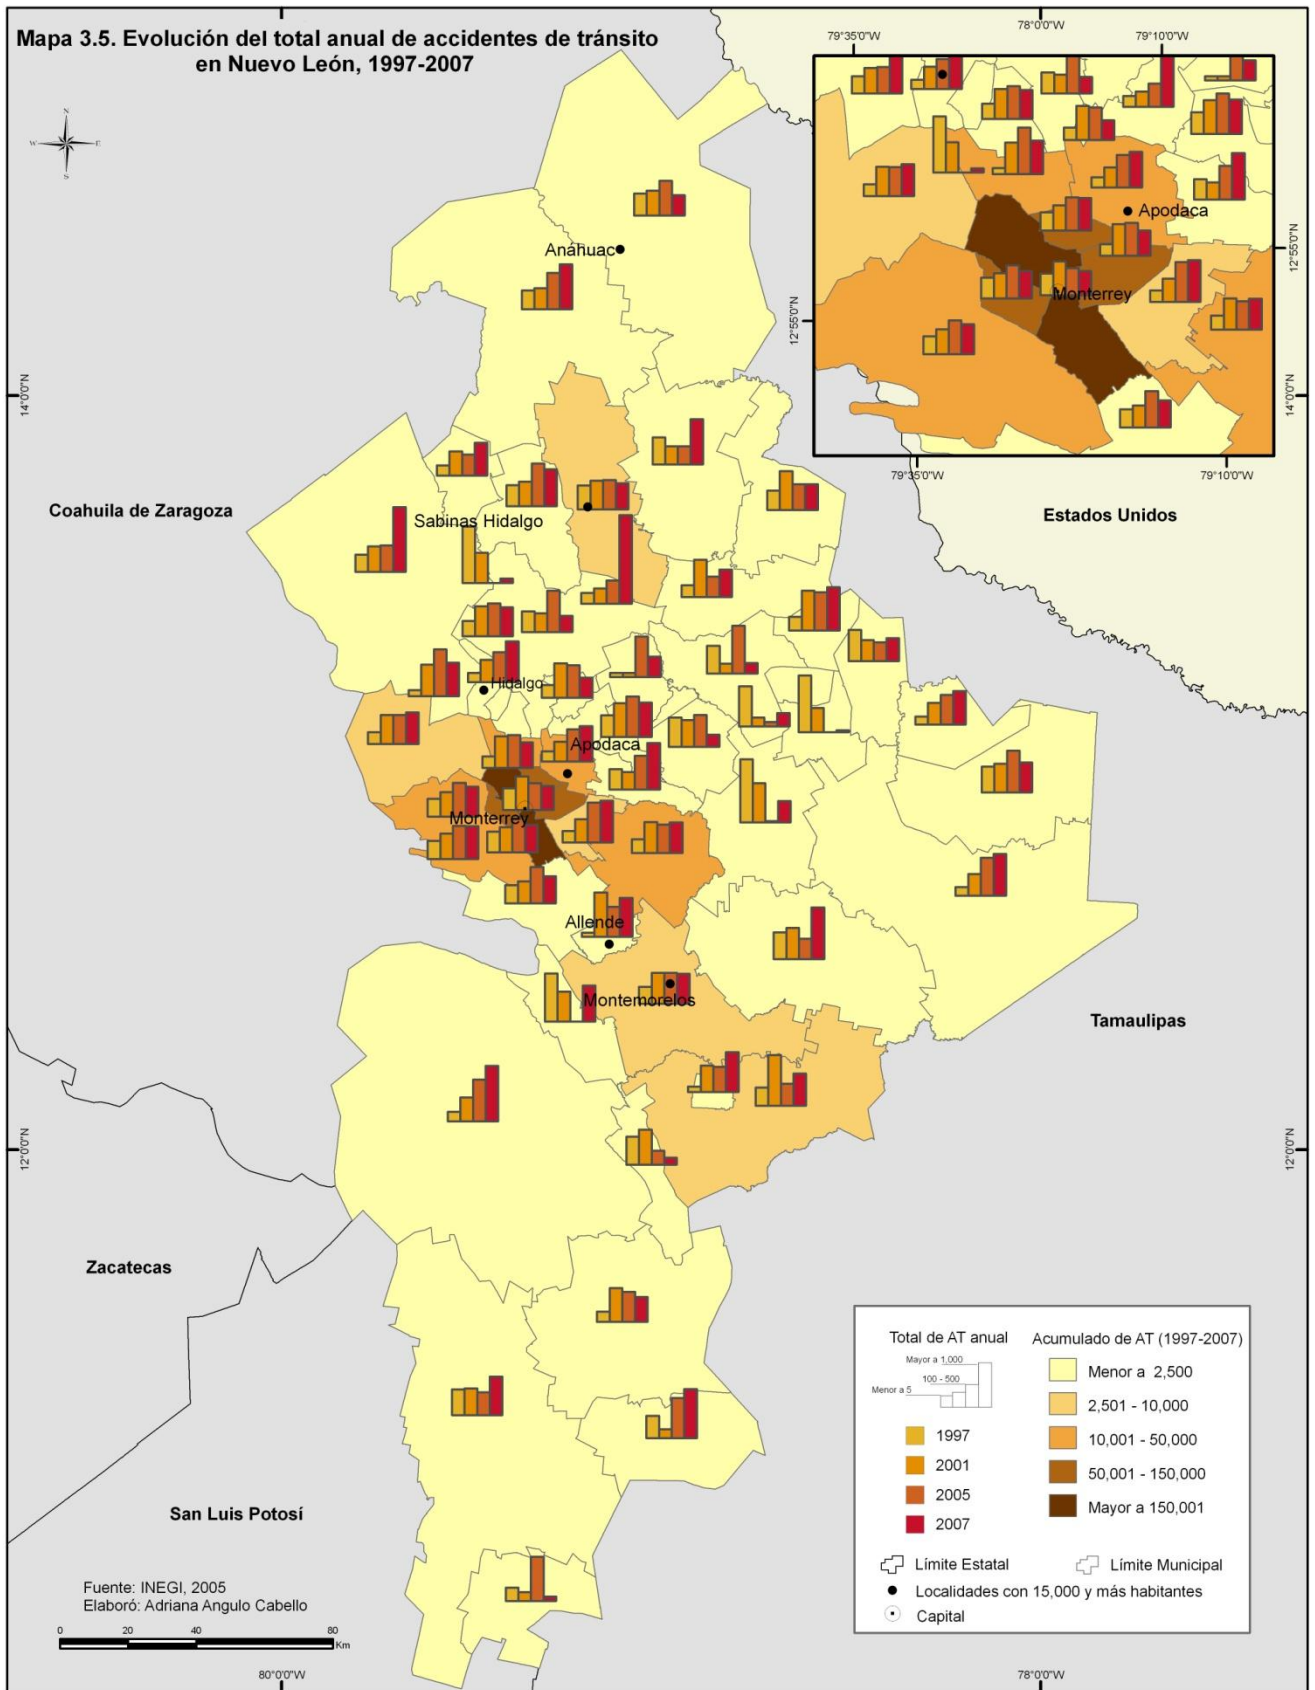 Mapa 3.5. Evolución del total anual de accidentes de tránsito
en Nuevo León, 1997-2007
78°0'0"W
79°35'0"W
79°10'0"W
N
W
E
S
Apodaca
Monterrey
12°55'0"N
12°55'0"N
14°0'0"N
14°0'0"N
79°35'0"W
79°10'0"W
Anáhuac
Coahuila de Zaragoza
Sabinas Hidalgo
Estados Unidos
Hidalgo
Apodaca
Monterrey
Allende
Montemorelos
Tamaulipas
12°0'0"N
12°0'0"N
Zacatecas
San Luis Potosí
Total de AT anual
Mayor a 1,000
100 - 500
Menor a 5
1997
2001
2005
2007
Acumulado de AT (1997-2007)
Menor a 2,500
2,501 - 10,000
10,001 - 50,000
50,001 - 150,000
Mayor a 150,001
Límite Estatal
Límite Municipal
Localidades con 15,000 y más habitantes
Capital
Fuente: INEGI, 2005
Elaboró: Adriana Angulo Cabello
0 20 40 80
Km
80°0'0"W
78°0'0"W